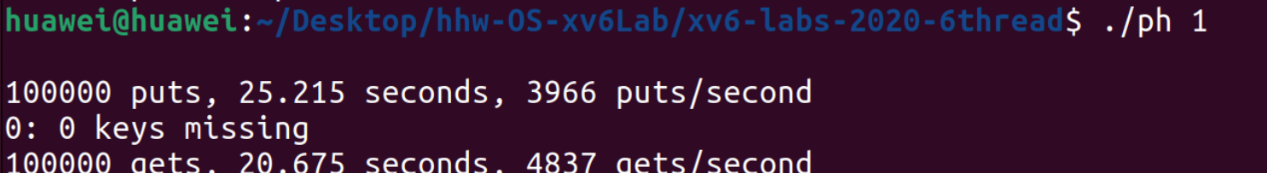 huawei@huawei:~/Desktop/hhw-OS-xv6Lab/xv6-labs-2020-6thread$ ./ph 1
100000 puts, 25.215 seconds, 3966 puts/second
0: 0 keys missing
100000 gets, 20.675 seconds, 4837 gets/second